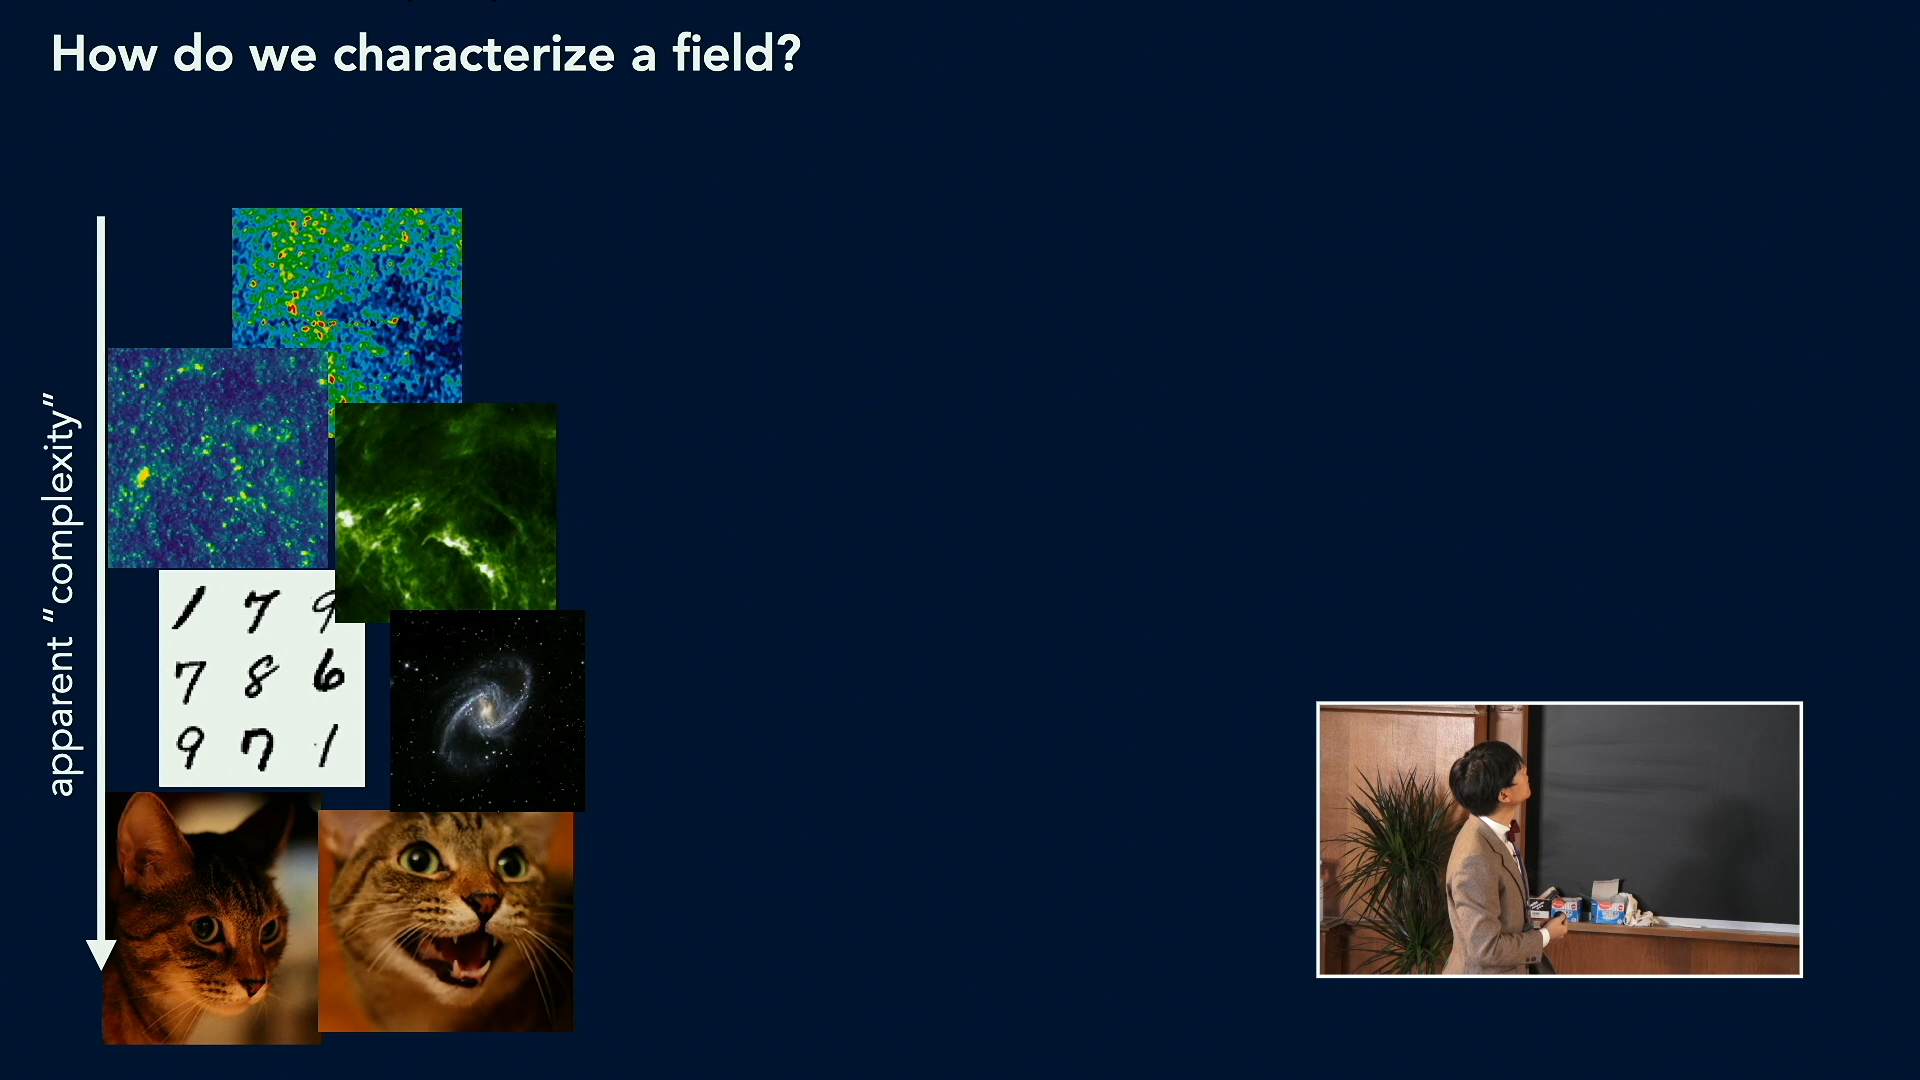 How do we characterize a field?
apparent “complexity”
1 7 9
7 8 6
9 7 1